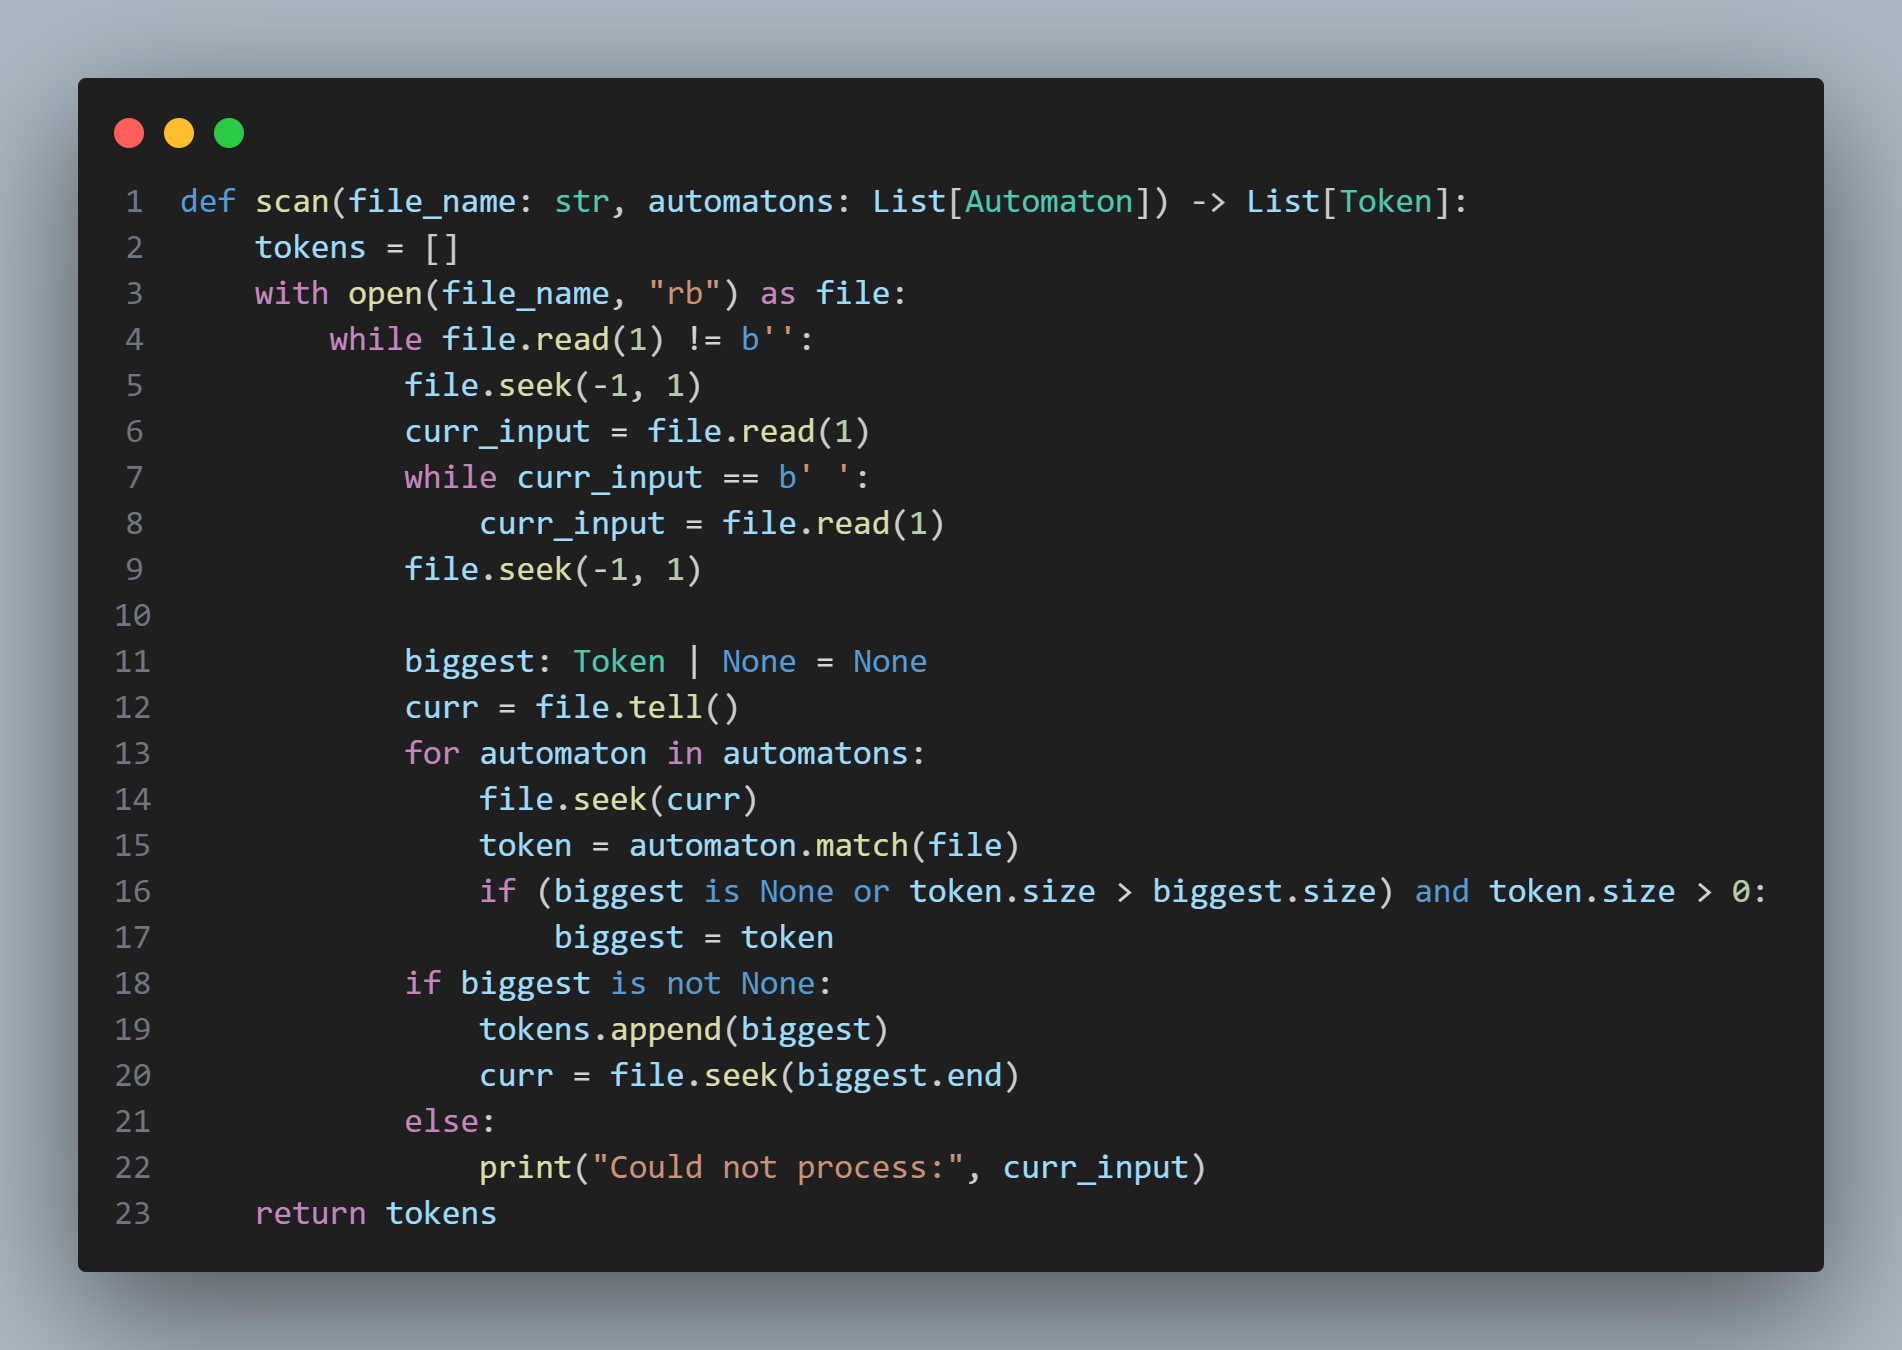 1 def scan(file_name: str, automatons: List[Automaton]) -> List[Token]:
2     tokens = []
3     with open(file_name, "rb") as file:
4         while file.read(1) != b'':
5             file.seek(-1, 1)
6             curr_input = file.read(1)
7             while curr_input == b' ':
8                 curr_input = file.read(1)
9             file.seek(-1, 1)
10
11             biggest: Token | None = None
12             curr = file.tell()
13             for automaton in automatons:
14                 file.seek(curr)
15                 token = automaton.match(file)
16                 if (biggest is None or token.size > biggest.size) and token.size > 0:
17                     biggest = token
18             if biggest is not None:
19                 tokens.append(biggest)
20                 curr = file.seek(biggest.end)
21             else:
22                 print("Could not process:", curr_input)
23     return tokens